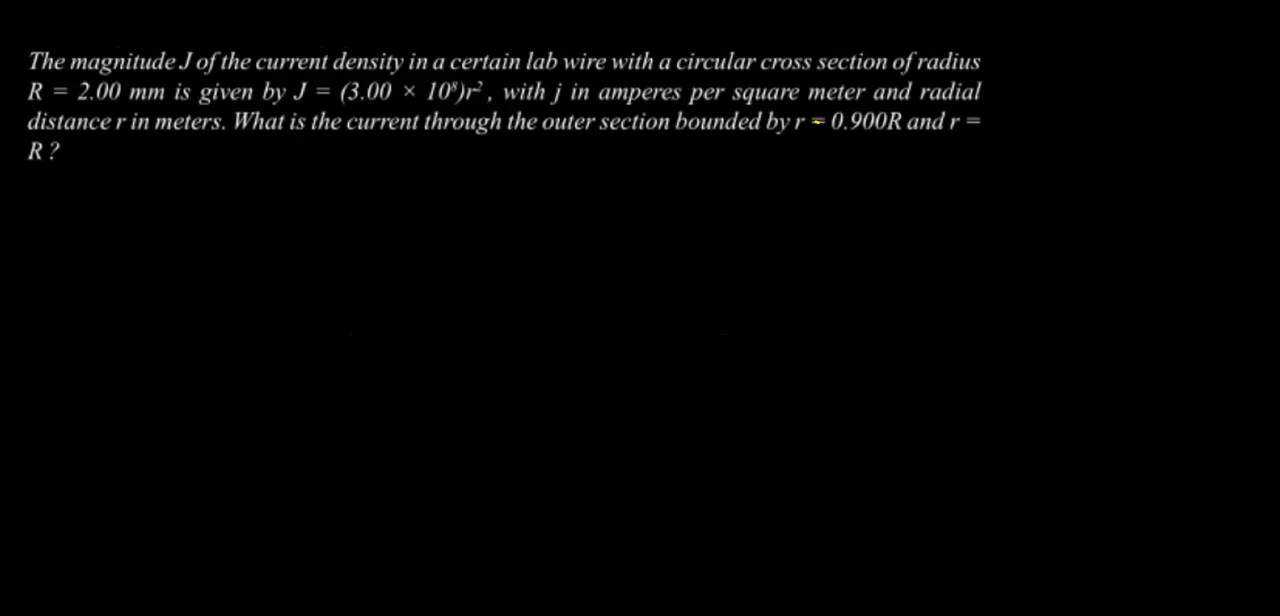 The magnitude J of the current density in a certain lab wire with a circular cross section of radius
R = 2.00 mm is given by J = (3.00 × 10⁸)r² , with j in amperes per square meter and radial
distance r in meters. What is the current through the outer section bounded by r = 0.900R and r =
R ?